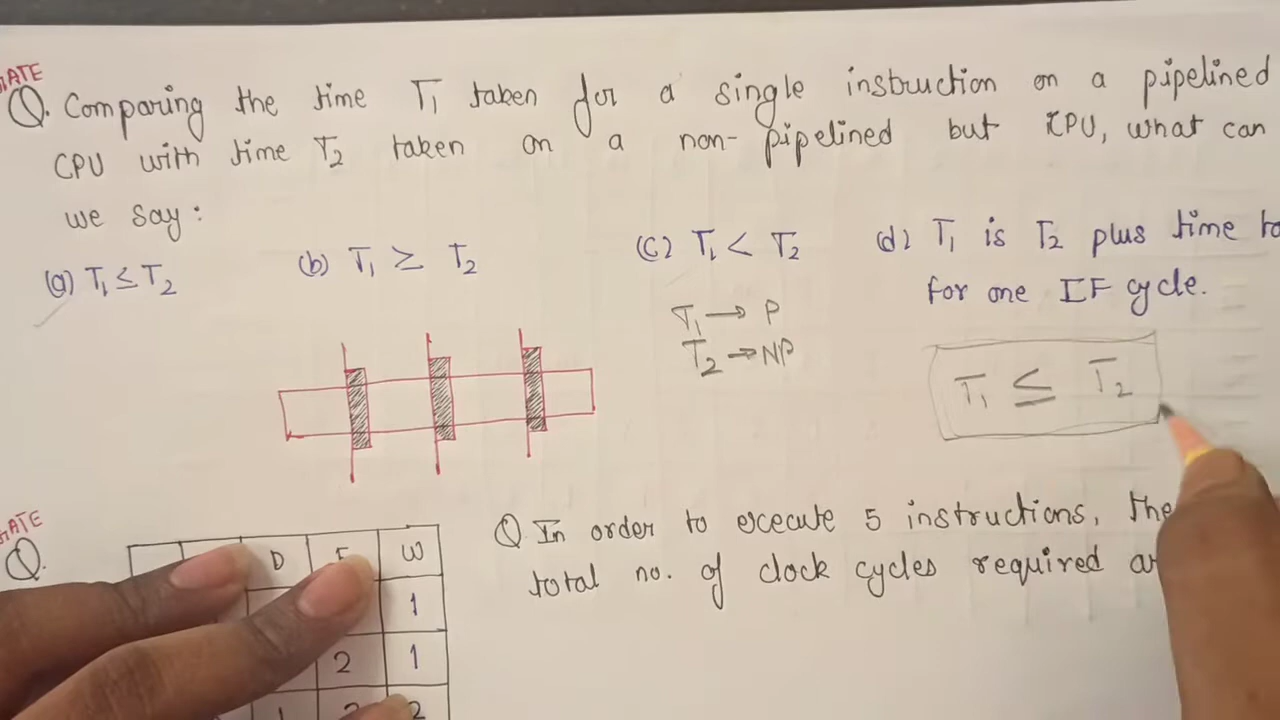 GATE
Q. Comparing the time T₁ taken for a single instruction on a pipelined
CPU with time T₂ taken on a non-pipelined but CPU, what can
we say:
(a) T₁ ≤ T₂ (b) T₁ ≥ T₂ (c) T₁ < T₂ (d) T₁ is T₂ plus time
for one IF cycle.
T₁ → P
T₂ → NP
T₁ ≤ T₂
GATE
Q.
D W
1
2 1
2
Q In order to execute 5 instructions, the
total no. of clock cycles required